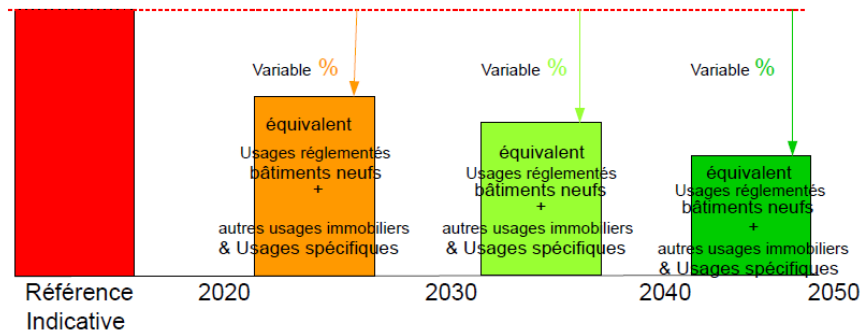 Variable %
Variable %
Variable %
équivalent
Usages réglementés
bâtiments neufs
+
autres usages immobiliers
& Usages spécifiques
équivalent
Usages réglementés
bâtiments neufs
+
autres usages immobiliers
& Usages spécifiques
équivalent
Usages réglementés
bâtiments neufs
+
autres usages immobiliers
& Usages spécifiques
Référence
Indicative
2020
2030
2040
2050